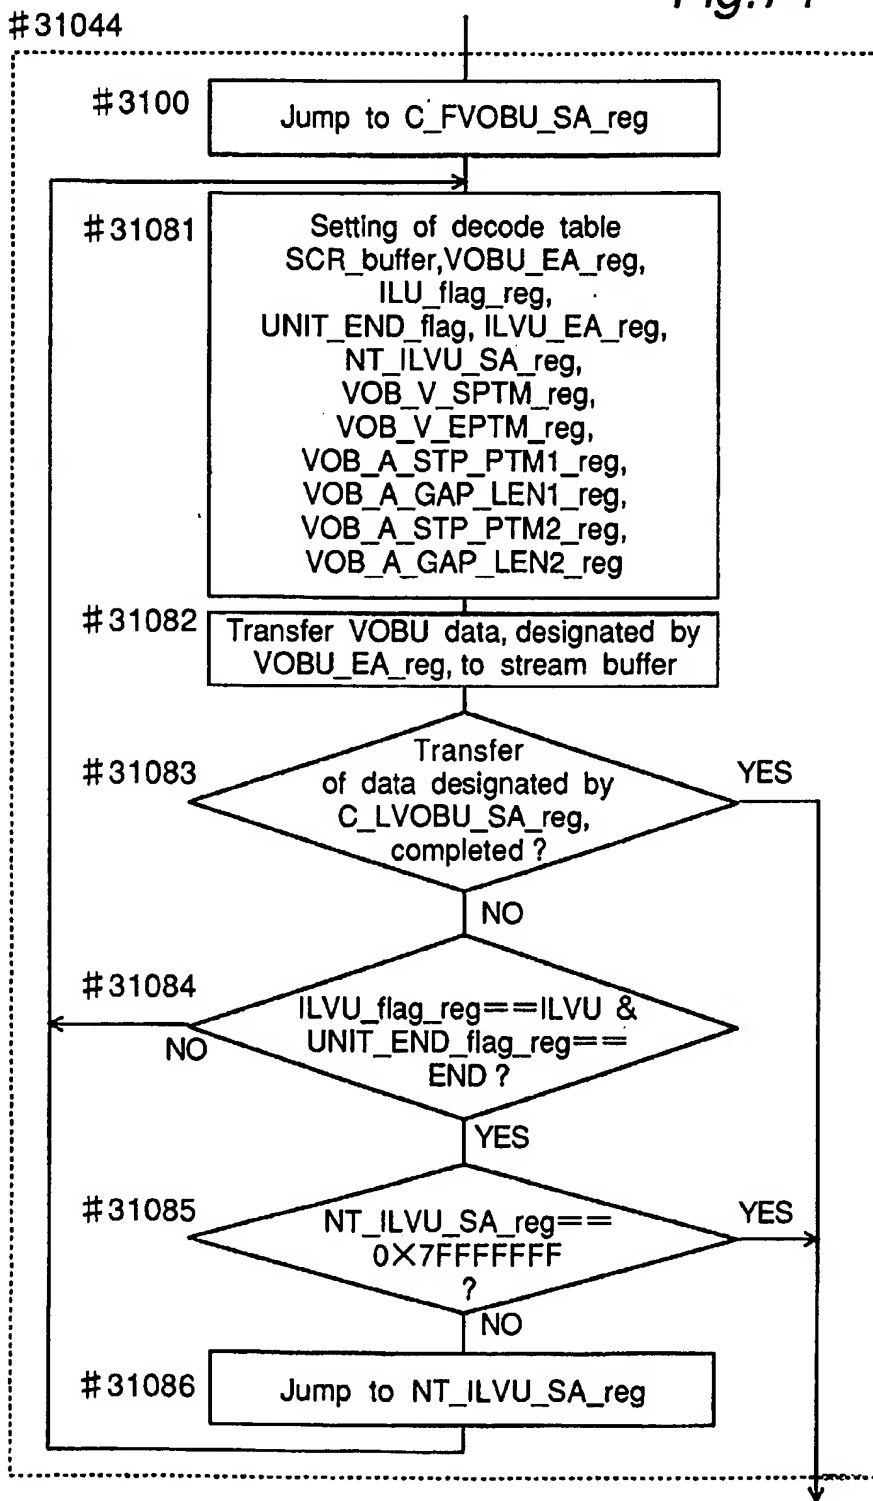 #31044
#3100
Jump to C_FVOBU_SA_reg
#31081
Setting of decode table
SCR_buffer,VOBU_EA_reg,
ILU_flag_reg,
UNIT_END_flag, ILVU_EA_reg,
NT_ILVU_SA_reg,
VOB_V_SPTM_reg,
VOB_V_EPTM_reg,
VOB_A_STP_PTM1_reg,
VOB_A_GAP_LEN1_reg,
VOB_A_STP_PTM2_reg,
VOB_A_GAP_LEN2_reg
#31082
Transfer VOBU data, designated by
VOBU_EA_reg, to stream buffer
#31083
Transfer
of data designated by
C_LVOBU_SA_reg,
completed ?
YES
NO
#31084
ILVU_flag_reg==ILVU &
UNIT_END_flag_reg==
END ?
NO
YES
#31085
NT_ILVU_SA_reg==
0X7FFFFFFF
?
YES
NO
#31086
Jump to NT_ILVU_SA_reg